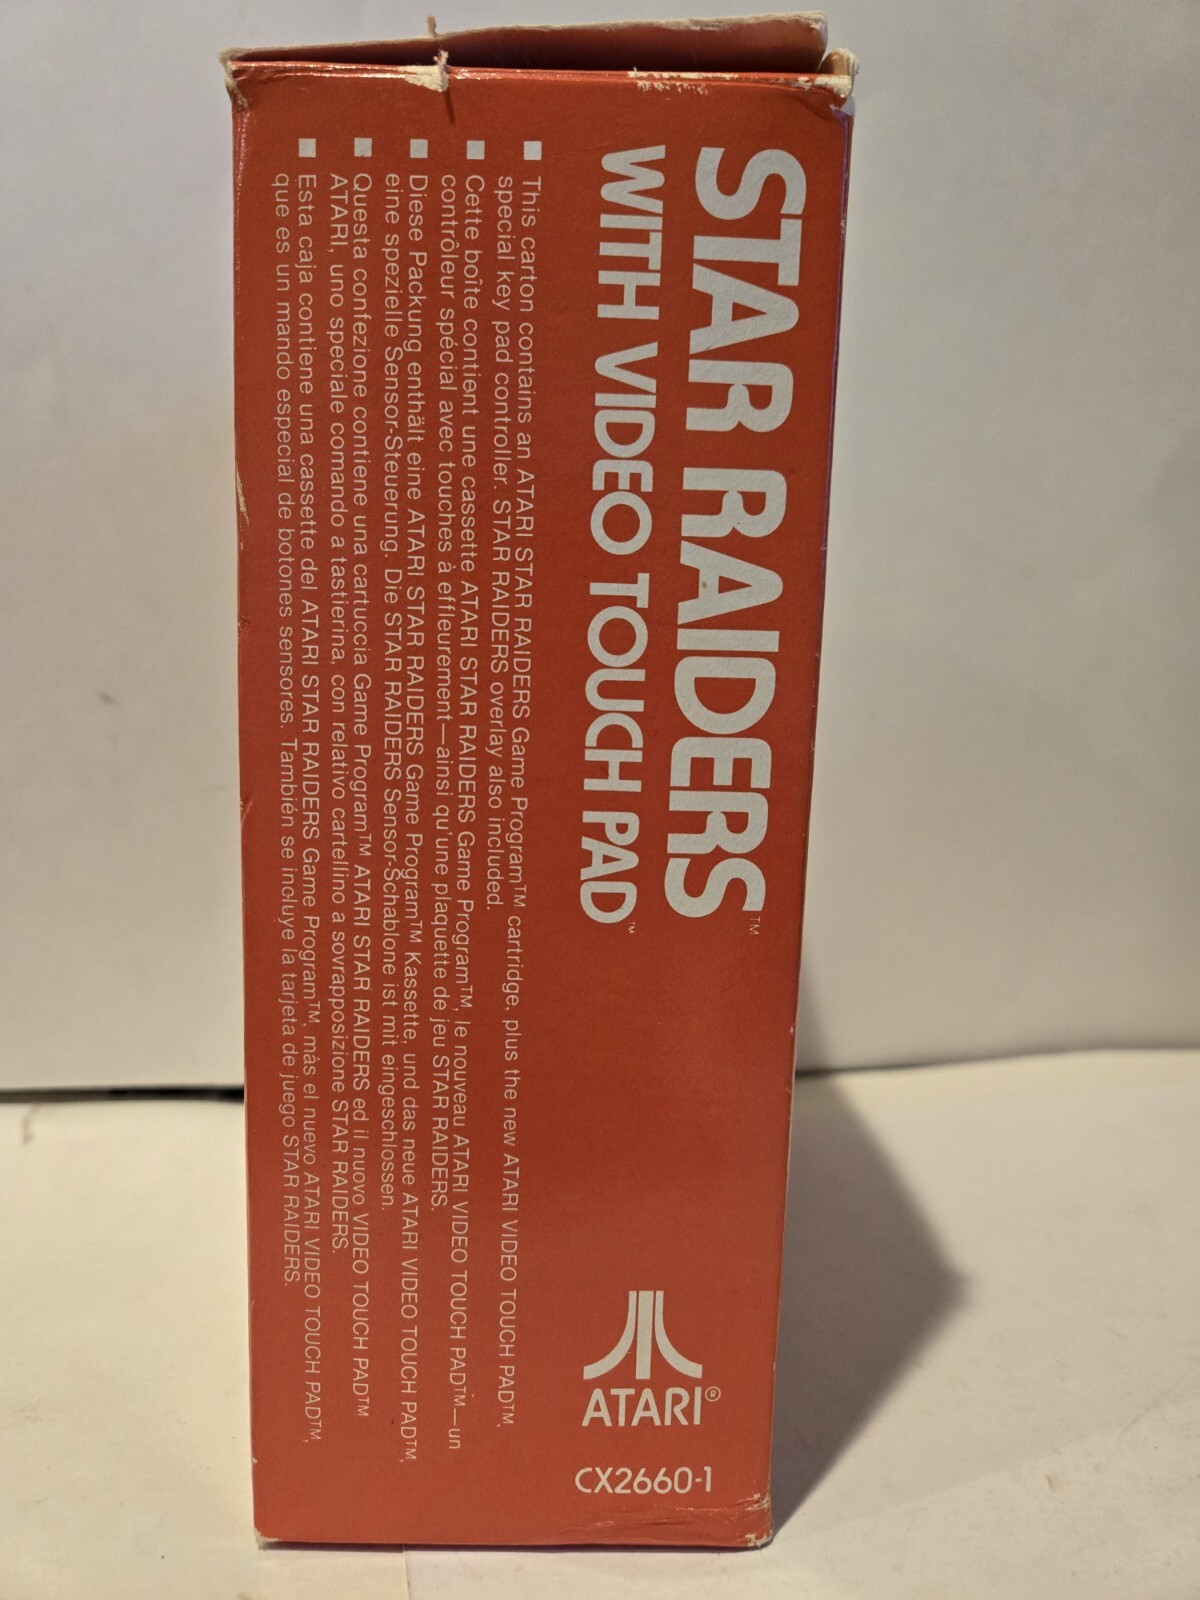 STAR RAIDERS™
WITH VIDEO TOUCH PAD™
■ This carton contains an ATARI STAR RAIDERS Game Program™ cartridge, plus the new ATARI VIDEO TOUCH PAD™,
special key pad controller. STAR RAIDERS overlay also included.
■ Cette boîte contient une cassette ATARI STAR RAIDERS Game Program™, le nouveau ATARI VIDEO TOUCH PAD™—un
contrôleur spécial avec touches à effleurement—ainsi qu'une plaquette de jeu STAR RAIDERS.
■ Diese Packung enthält eine ATARI STAR RAIDERS Game Program™ Kassette, und das neue ATARI VIDEO TOUCH PAD™,
eine spezielle Sensor-Steuerung. Die STAR RAIDERS Sensor-Schablone ist mit eingeschlossen.
■ Questa confezione contiene una cartuccia Game Program™ ATARI STAR RAIDERS ed il nuovo VIDEO TOUCH PAD™
ATARI, uno speciale comando a tastierina, con relativo cartellino a sovrapposizione STAR RAIDERS.
■ Esta caja contiene una cassette del ATARI STAR RAIDERS Game Program™, más el nuevo ATARI VIDEO TOUCH PAD™,
que es un mando especial de botones sensores. También se incluye la tarjeta de juego STAR RAIDERS.
ATARI®
CX2660-1